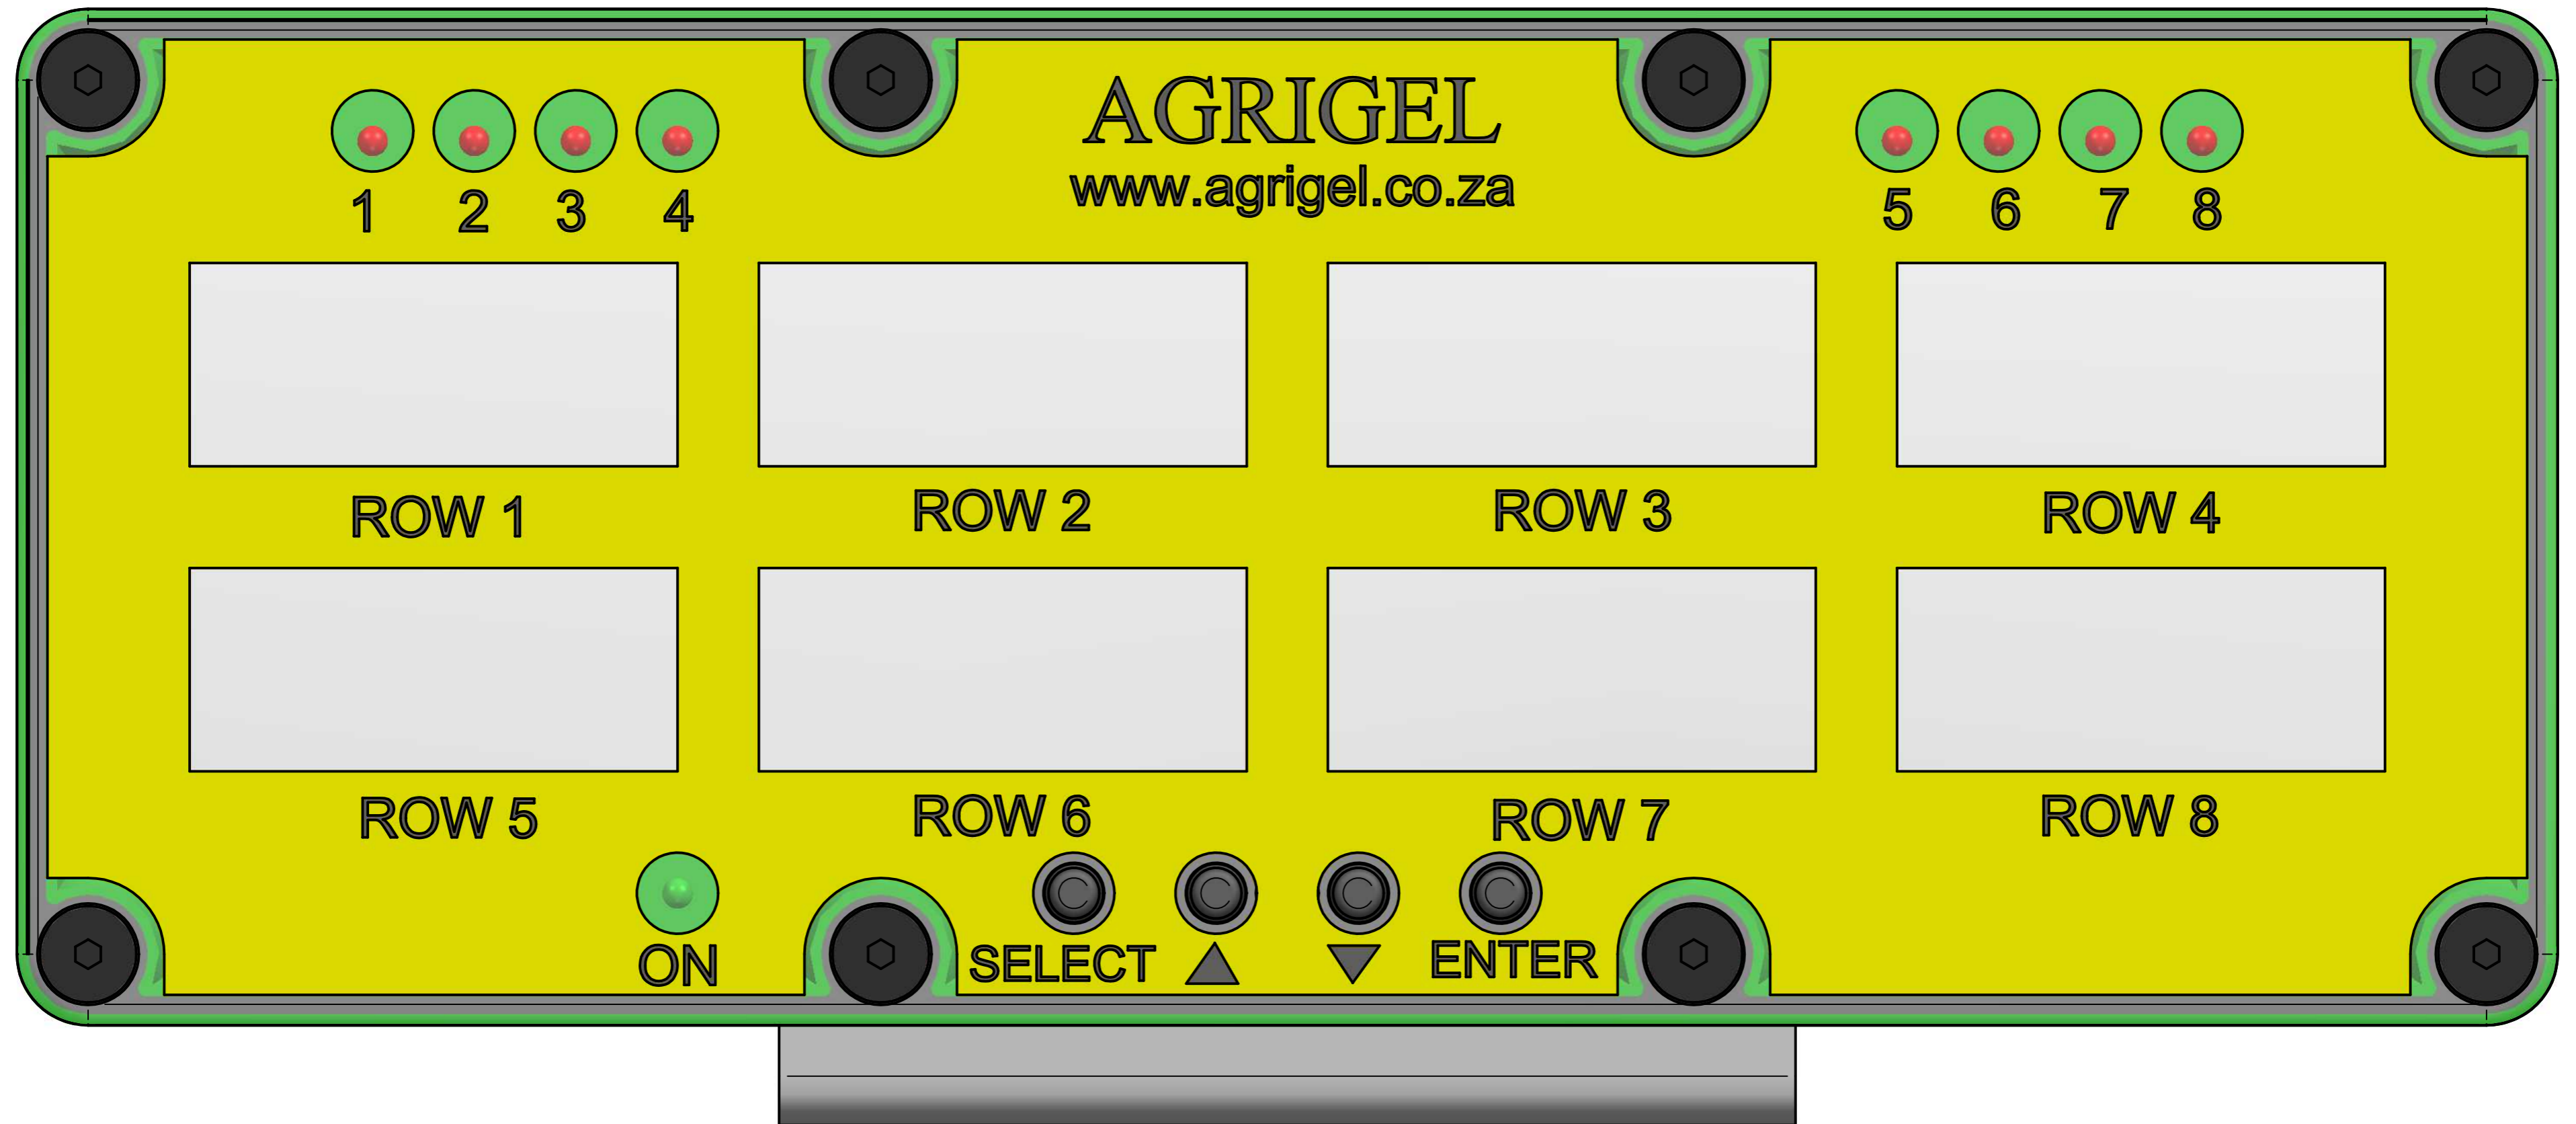 AGRIGEL
www.agrigel.co.za
1 2 3 4
5 6 7 8
ROW 1 ROW 2 ROW 3 ROW 4
ROW 5 ROW 6 ROW 7 ROW 8
ON SELECT ▲ ▼ ENTER